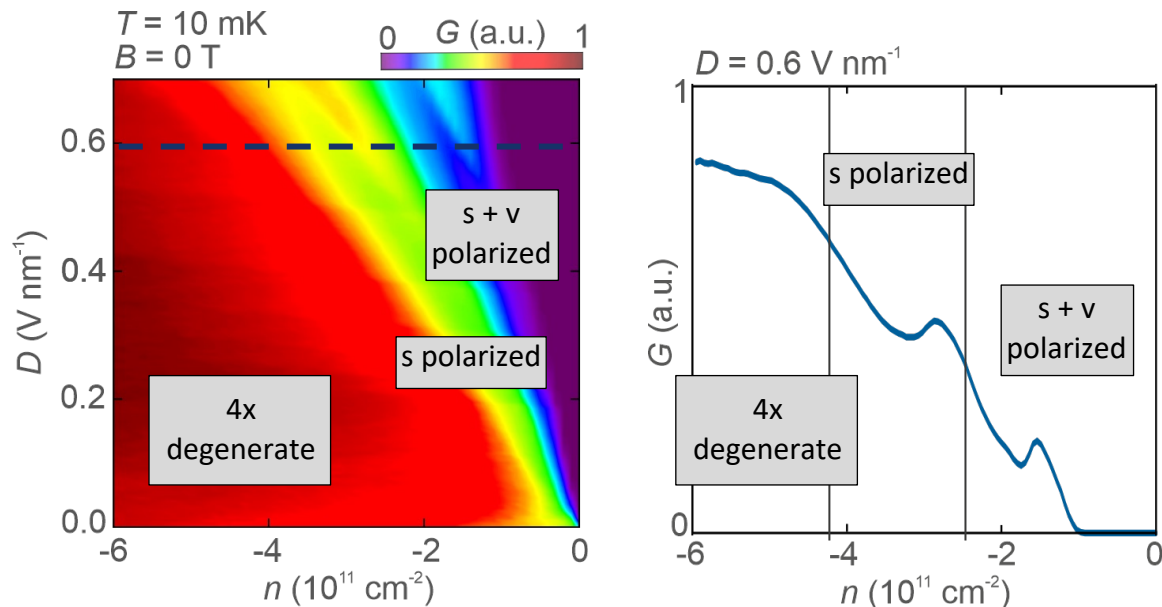 T = 10 mK
B = 0 T
G (a.u.)
0 1
D (V nm⁻¹)
0.6
0.4
0.2
0.0
s + v
polarized
s polarized
4x
degenerate
-6 -4 -2 0
n (10¹¹ cm⁻²)
D = 0.6 V nm⁻¹
1
G (a.u.)
0
s polarized
s + v
polarized
4x
degenerate
-6 -4 -2 0
n (10¹¹ cm⁻²)